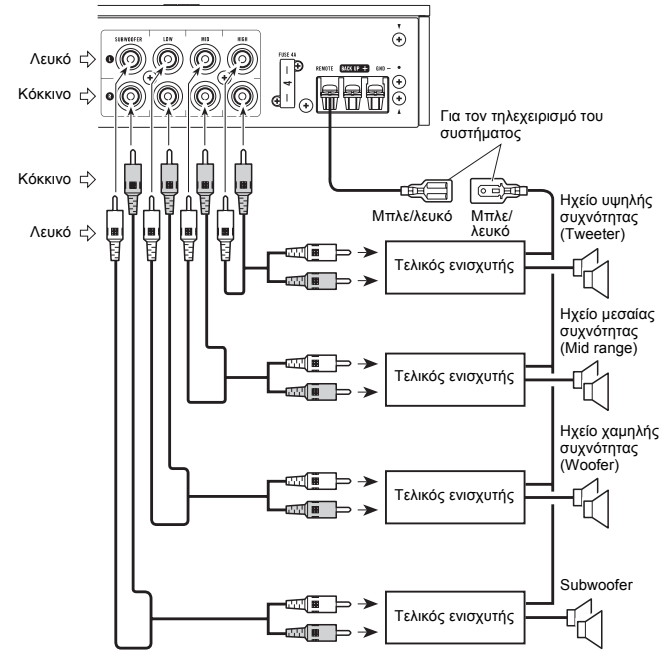 SUBWOOFER LOW MID HIGH
Λευκό
Κόκκινο
FUSE 4A
4
REMOTE BACK UP + GND –
Για τον τηλεχειρισμό του
συστήματος
Κόκκινο
Λευκό
Μπλε/λευκό
Μπλε/
λευκό
Ηχείο υψηλής
συχνότητας
(Tweeter)
Τελικός ενισχυτής
Ηχείο μεσαίας
συχνότητας
(Mid range)
Τελικός ενισχυτής
Ηχείο χαμηλής
συχνότητας
(Woofer)
Τελικός ενισχυτής
Subwoofer
Τελικός ενισχυτής